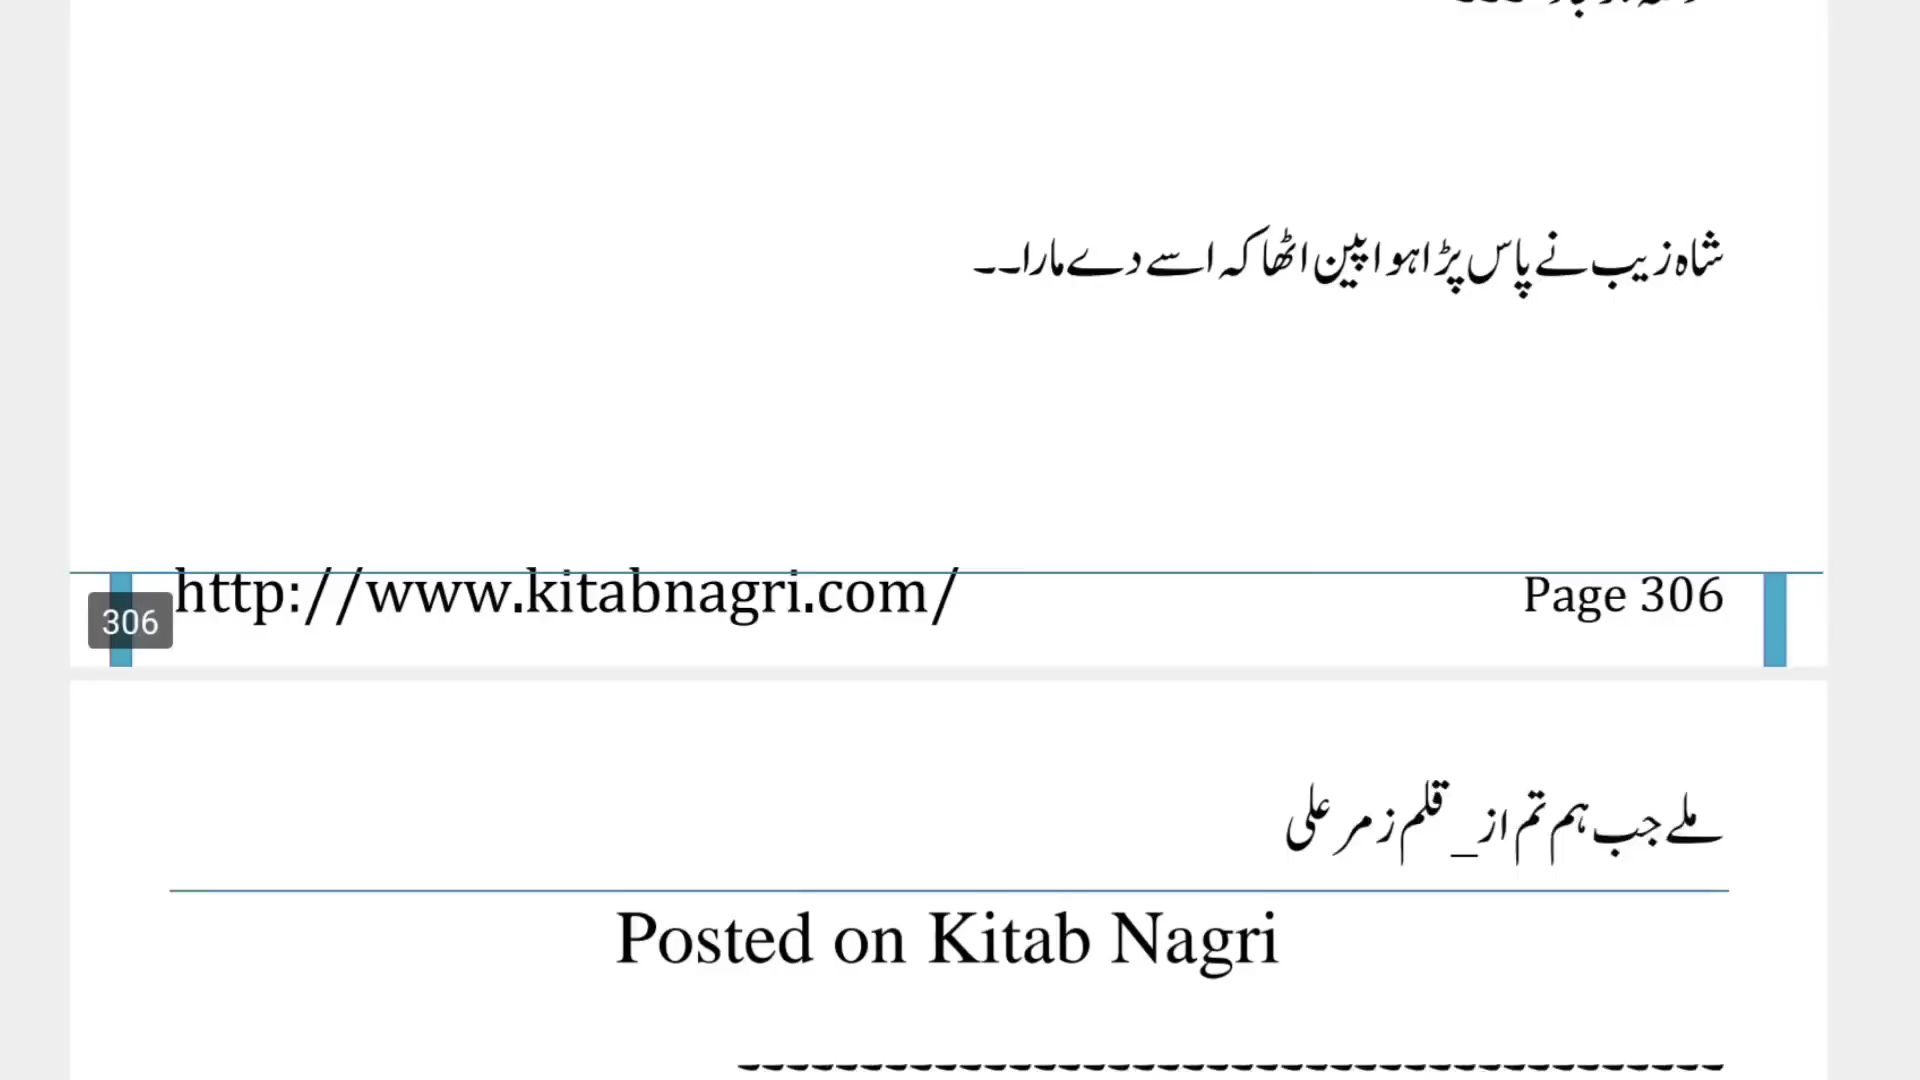 شاہ زیب نے پاس پڑا ہوا پین اٹھا کہ اسے دے مارا۔۔
http://www.kitabnagri.com/
Page 306
306
ملے جب ہم تم از_ قلم زمر علی
Posted on Kitab Nagri